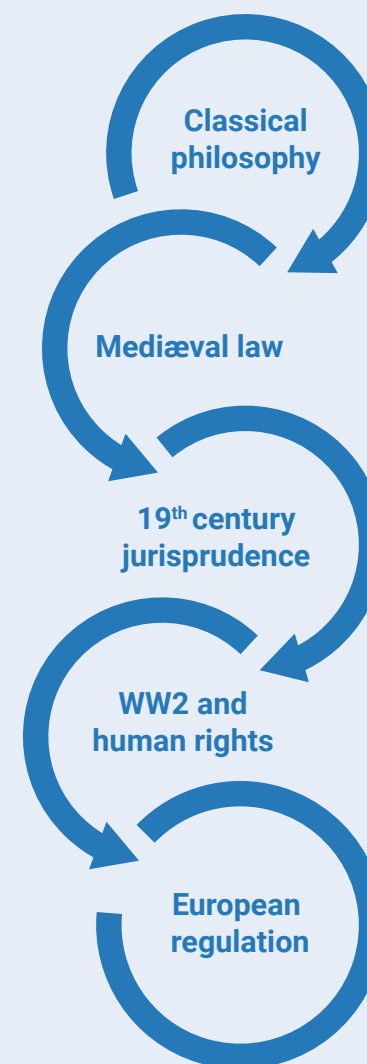 Classical
philosophy
Mediæval law
19th century
jurisprudence
WW2 and
human rights
European
regulation